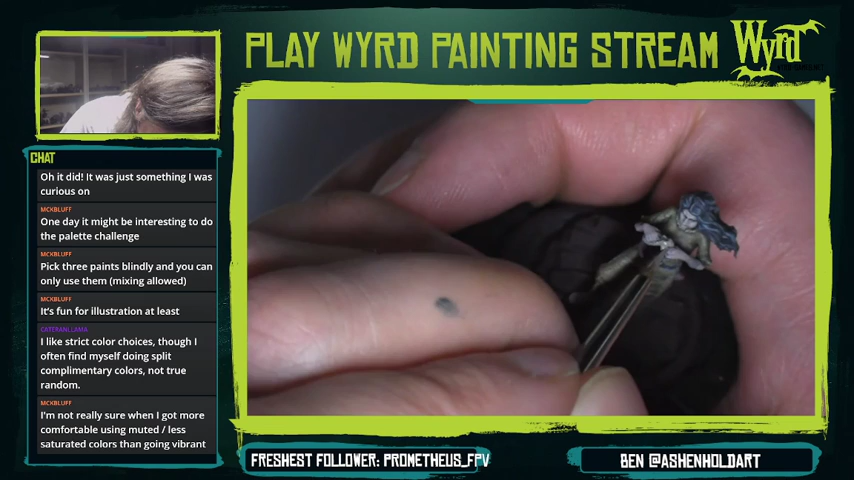 PLAY WYRD PAINTING STREAM
Wyrd
CHAT
Oh it did! It was just something I was
curious on
MCKBLUFF
One day it might be interesting to do
the palette challenge
MCKBLUFF
Pick three paints blindly and you can
only use them (mixing allowed)
MCKBLUFF
It's fun for illustration at least
CATERANLLAMA
I like strict color choices, though I
often find myself doing split
complimentary colors, not true
random.
MCKBLUFF
I'm not really sure when I got more
comfortable using muted / less
saturated colors than going vibrant
FRESHEST FOLLOWER: PROMETHEUS_FPV
BEN @ASHENHOLDART